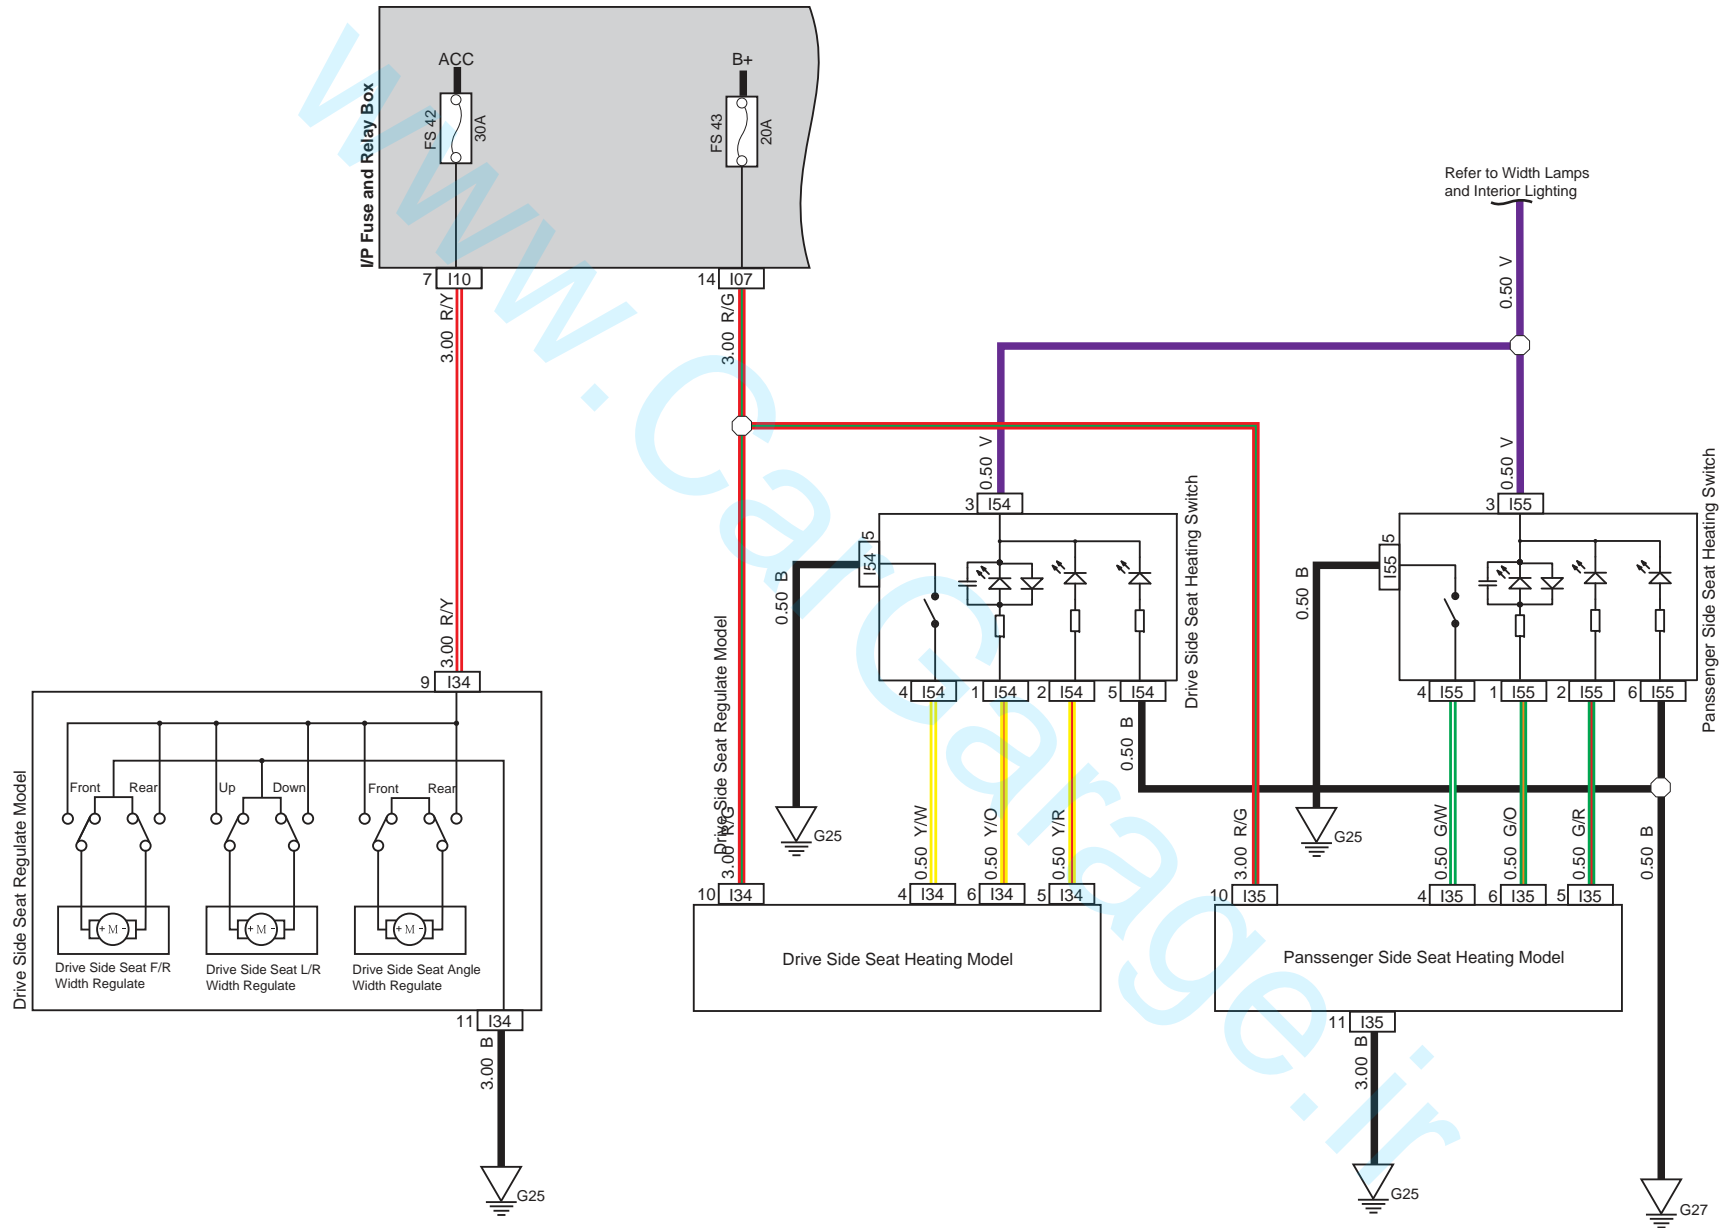 ACC
B+
FS 42
30A
FS 43
20A
I/P Fuse and Relay Box
7 I10
14 I07
3.00 R/Y
3.00 R/G
Refer to Width Lamps
and Interior Lighting
0.50 V
0.50 V
0.50 V
3 I54
3 I55
I54 5
I55 5
0.50 B
0.50 B
Drive Side Seat Heating Switch
Panssenger Side Seat Heating Switch
3.00 R/Y
9 I34
4 I54
1 I54
2 I54
5 I54
4 I55
1 I55
2 I55
6 I55
0.50 B
Drive Side Seat Regulate Model
Drive Side Seat Regulate Model
Front
Rear
Up
Down
Front
Rear
G25
G25
3.00 R/G
0.50 Y/W
0.50 Y/O
0.50 Y/R
3.00 R/G
0.50 G/W
0.50 G/O
0.50 G/R
0.50 B
10 I34
4 I34
6 I34
5 I34
10 I35
4 I35
6 I35
5 I35
+ M -
+ M -
+ M -
Drive Side Seat F/R
Width Regulate
Drive Side Seat L/R
Width Regulate
Drive Side Seat Angle
Width Regulate
Drive Side Seat Heating Model
Panssenger Side Seat Heating Model
11 I34
11 I35
3.00 B
3.00 B
G25
G25
G27
www.CarGarage.ir